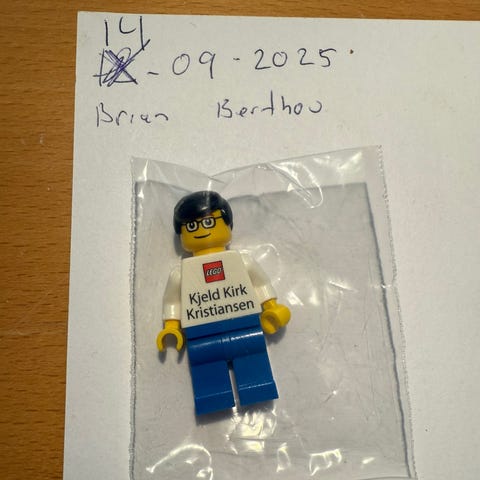 14
-09-2025.
Brian Berthou
LEGO
Kjeld Kirk
Kristiansen